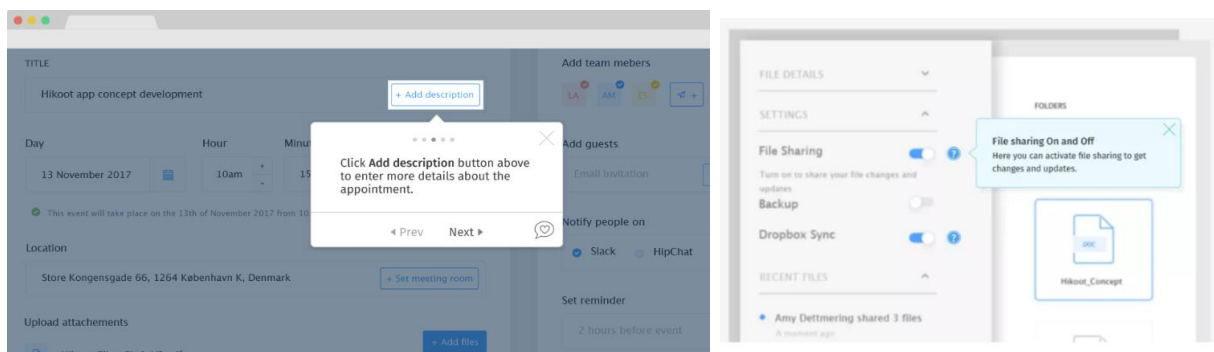 TITLE
Hikoot app concept development
+ Add description
Day
Hour
Minut
13 November 2017
10am
+
-
15
Click Add description button above
to enter more details about the
appointment.
Prev
Next
This event will take place on the 13th of November 2017 from 10
Location
Store Kongensgade 66, 1264 København K, Denmark
+ Set meeting room
Upload attachements
+ Add files
Add team mebers
LA
AM
ES
+
Add guests
Email Invitation
Notify people on
Slack
HipChat
Set reminder
2 hours before event
FILE DETAILS
SETTINGS
File Sharing
?
Turn on to share your file changes and
updates
Backup
Dropbox Sync
?
RECENT FILES
Amy Dettmering shared 3 files
A moment ago
FOLDERS
File sharing On and Off
Here you can activate file sharing to get
changes and updates.
DOC
Hikoot_Concept